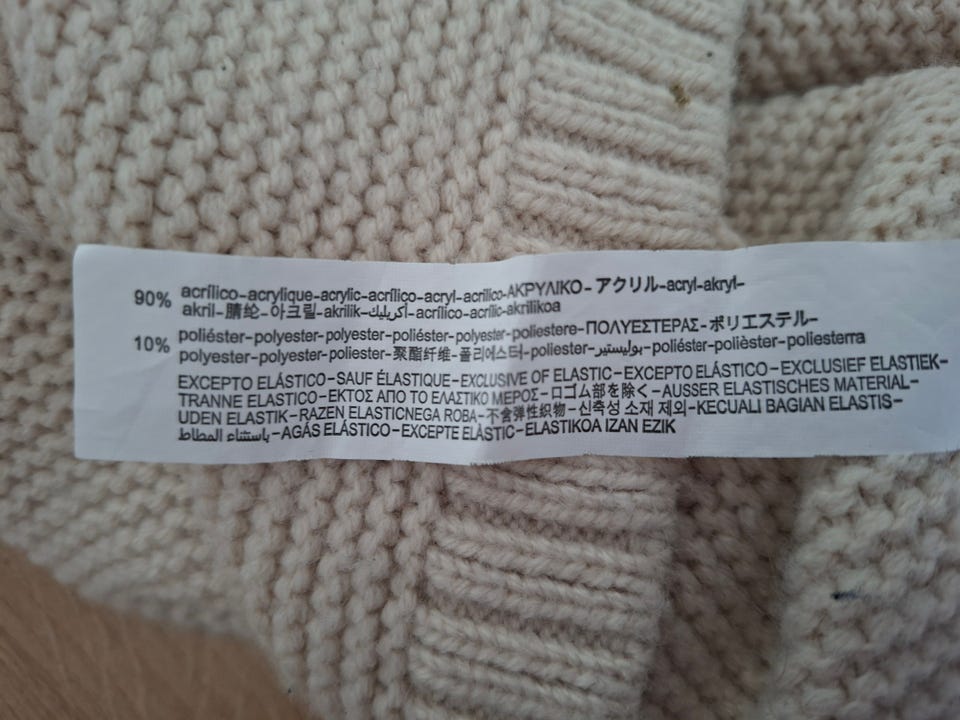 90% acrílico-acrylique-acrylic-acrílico-acryl-acrilico-ΑΚΡΥΛΙΚΟ-アクリル-acryl-akryl-
akril-腈纶-아크릴-akrilik-أكريليك-acrílico-acrílic-akrilikoa
10% poliéster-polyester-polyester-poliéster-polyester-poliestere-ΠΟΛΥΕΣΤΕΡΑΣ-ポリエステル-
polyester-polyester-poliester-聚酯纤维-폴리에스터-poliester-بوليستير-poliéster-polièster-poliesterra
EXCEPTO ELÁSTICO-SAUF ÉLASTIQUE-EXCLUSIVE OF ELASTIC-EXCEPTO ELÁSTICO-EXCLUSIEF ELASTIEK-
TRANNE ELASTICO-ΕΚΤΟΣ ΑΠΟ ΤΟ ΕΛΑΣΤΙΚΟ ΜΕΡΟΣ-ロゴム部を除く-AUSSER ELASTISCHES MATERIAL-
UDEN ELASTIK-RAZEN ELASTICNEGA ROBA-不含弹性织物-신축성 소재 제외-KECUALI BAGIAN ELASTIS-
باستثناء المطاط-AGÁS ELÁSTICO-EXCEPTE ELÀSTIC-ELASTIKOA IZAN EZIK